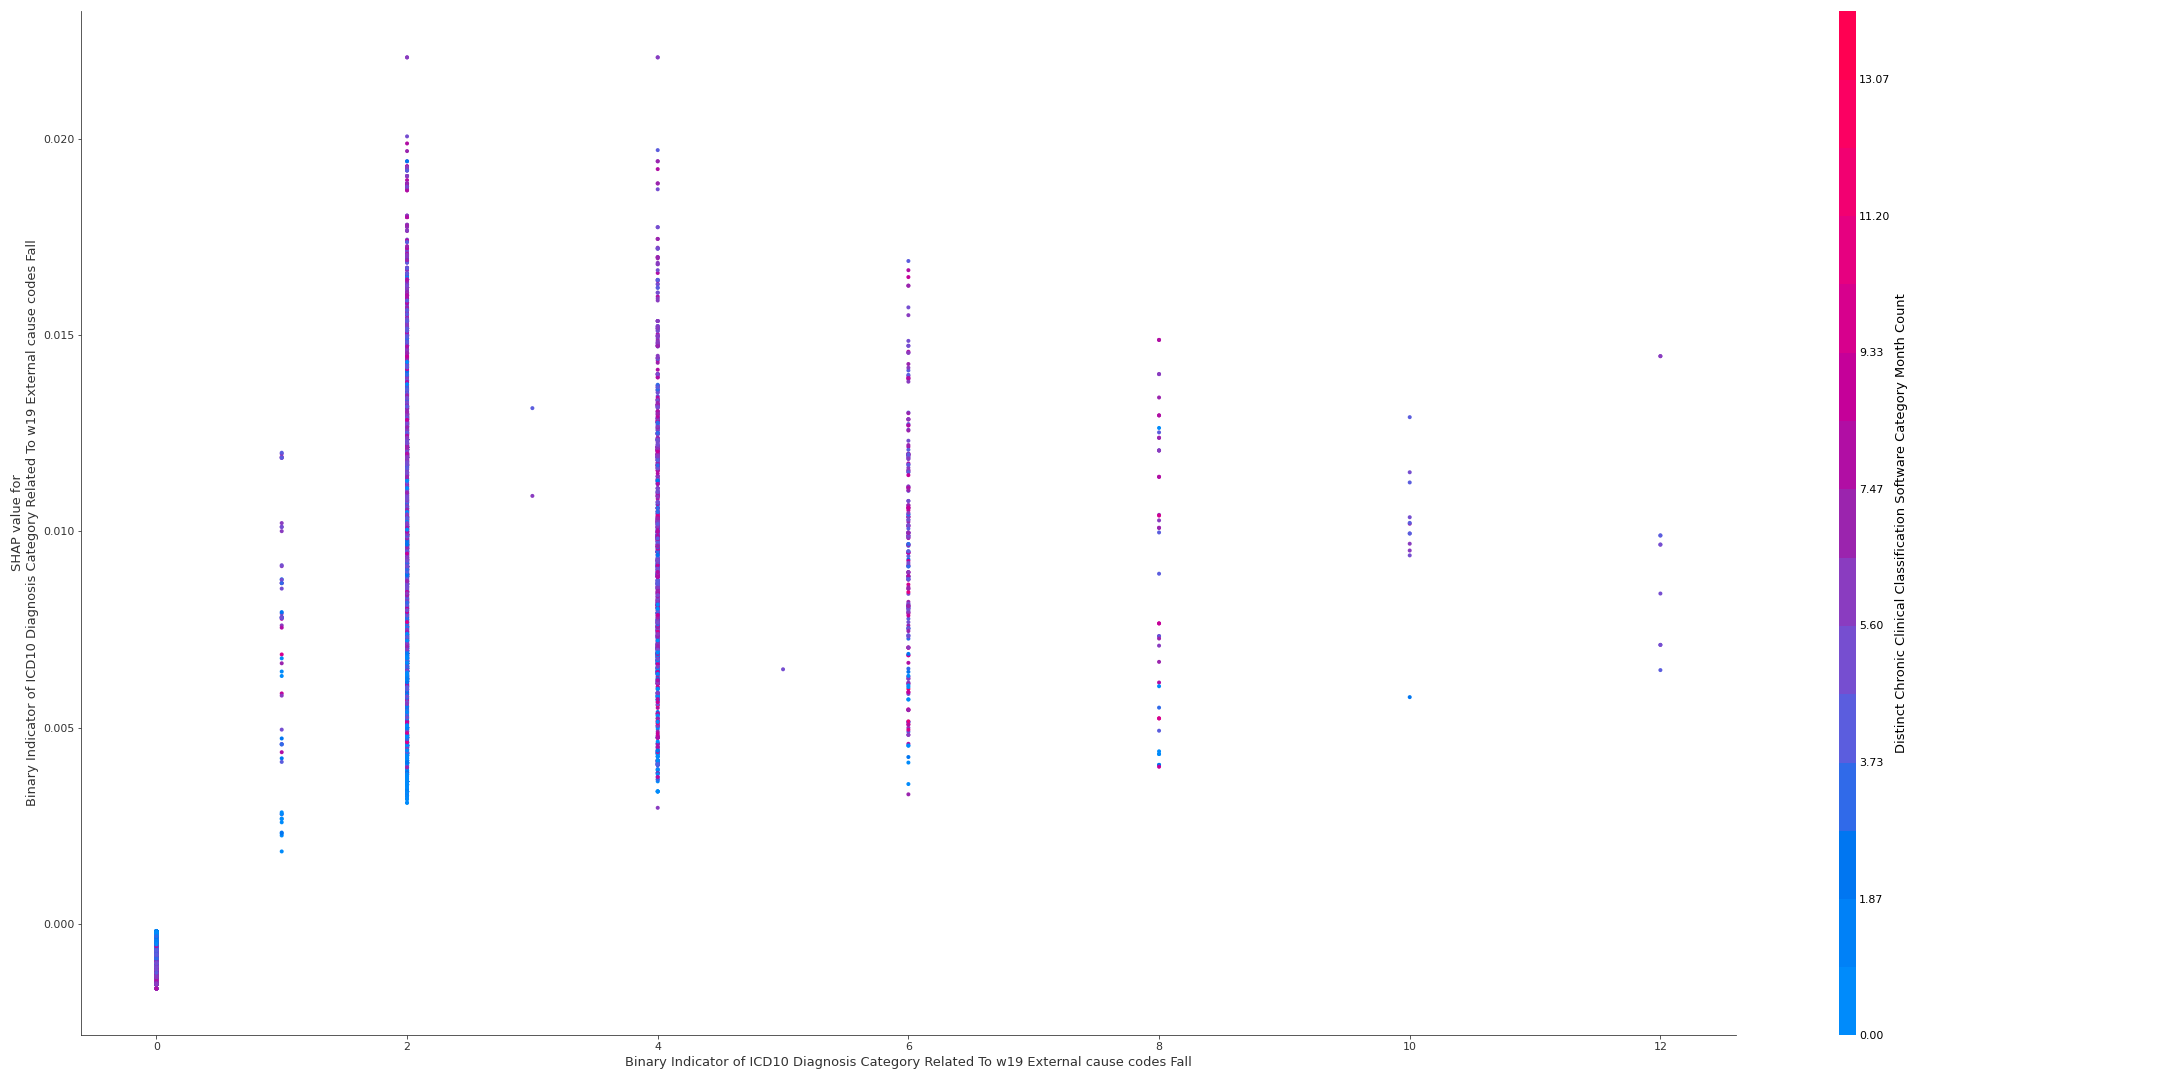 SHAP value for
Binary Indicator of ICD10 Diagnosis Category Related To w19 External cause codes Fall
0.020
0.015
0.010
0.005
0.000
0 2 4 6 8 10 12
Binary Indicator of ICD10 Diagnosis Category Related To w19 External cause codes Fall
13.07
11.20
9.33
7.47
5.60
3.73
1.87
0.00
Distinct Chronic Clinical Classification Software Category Month Count